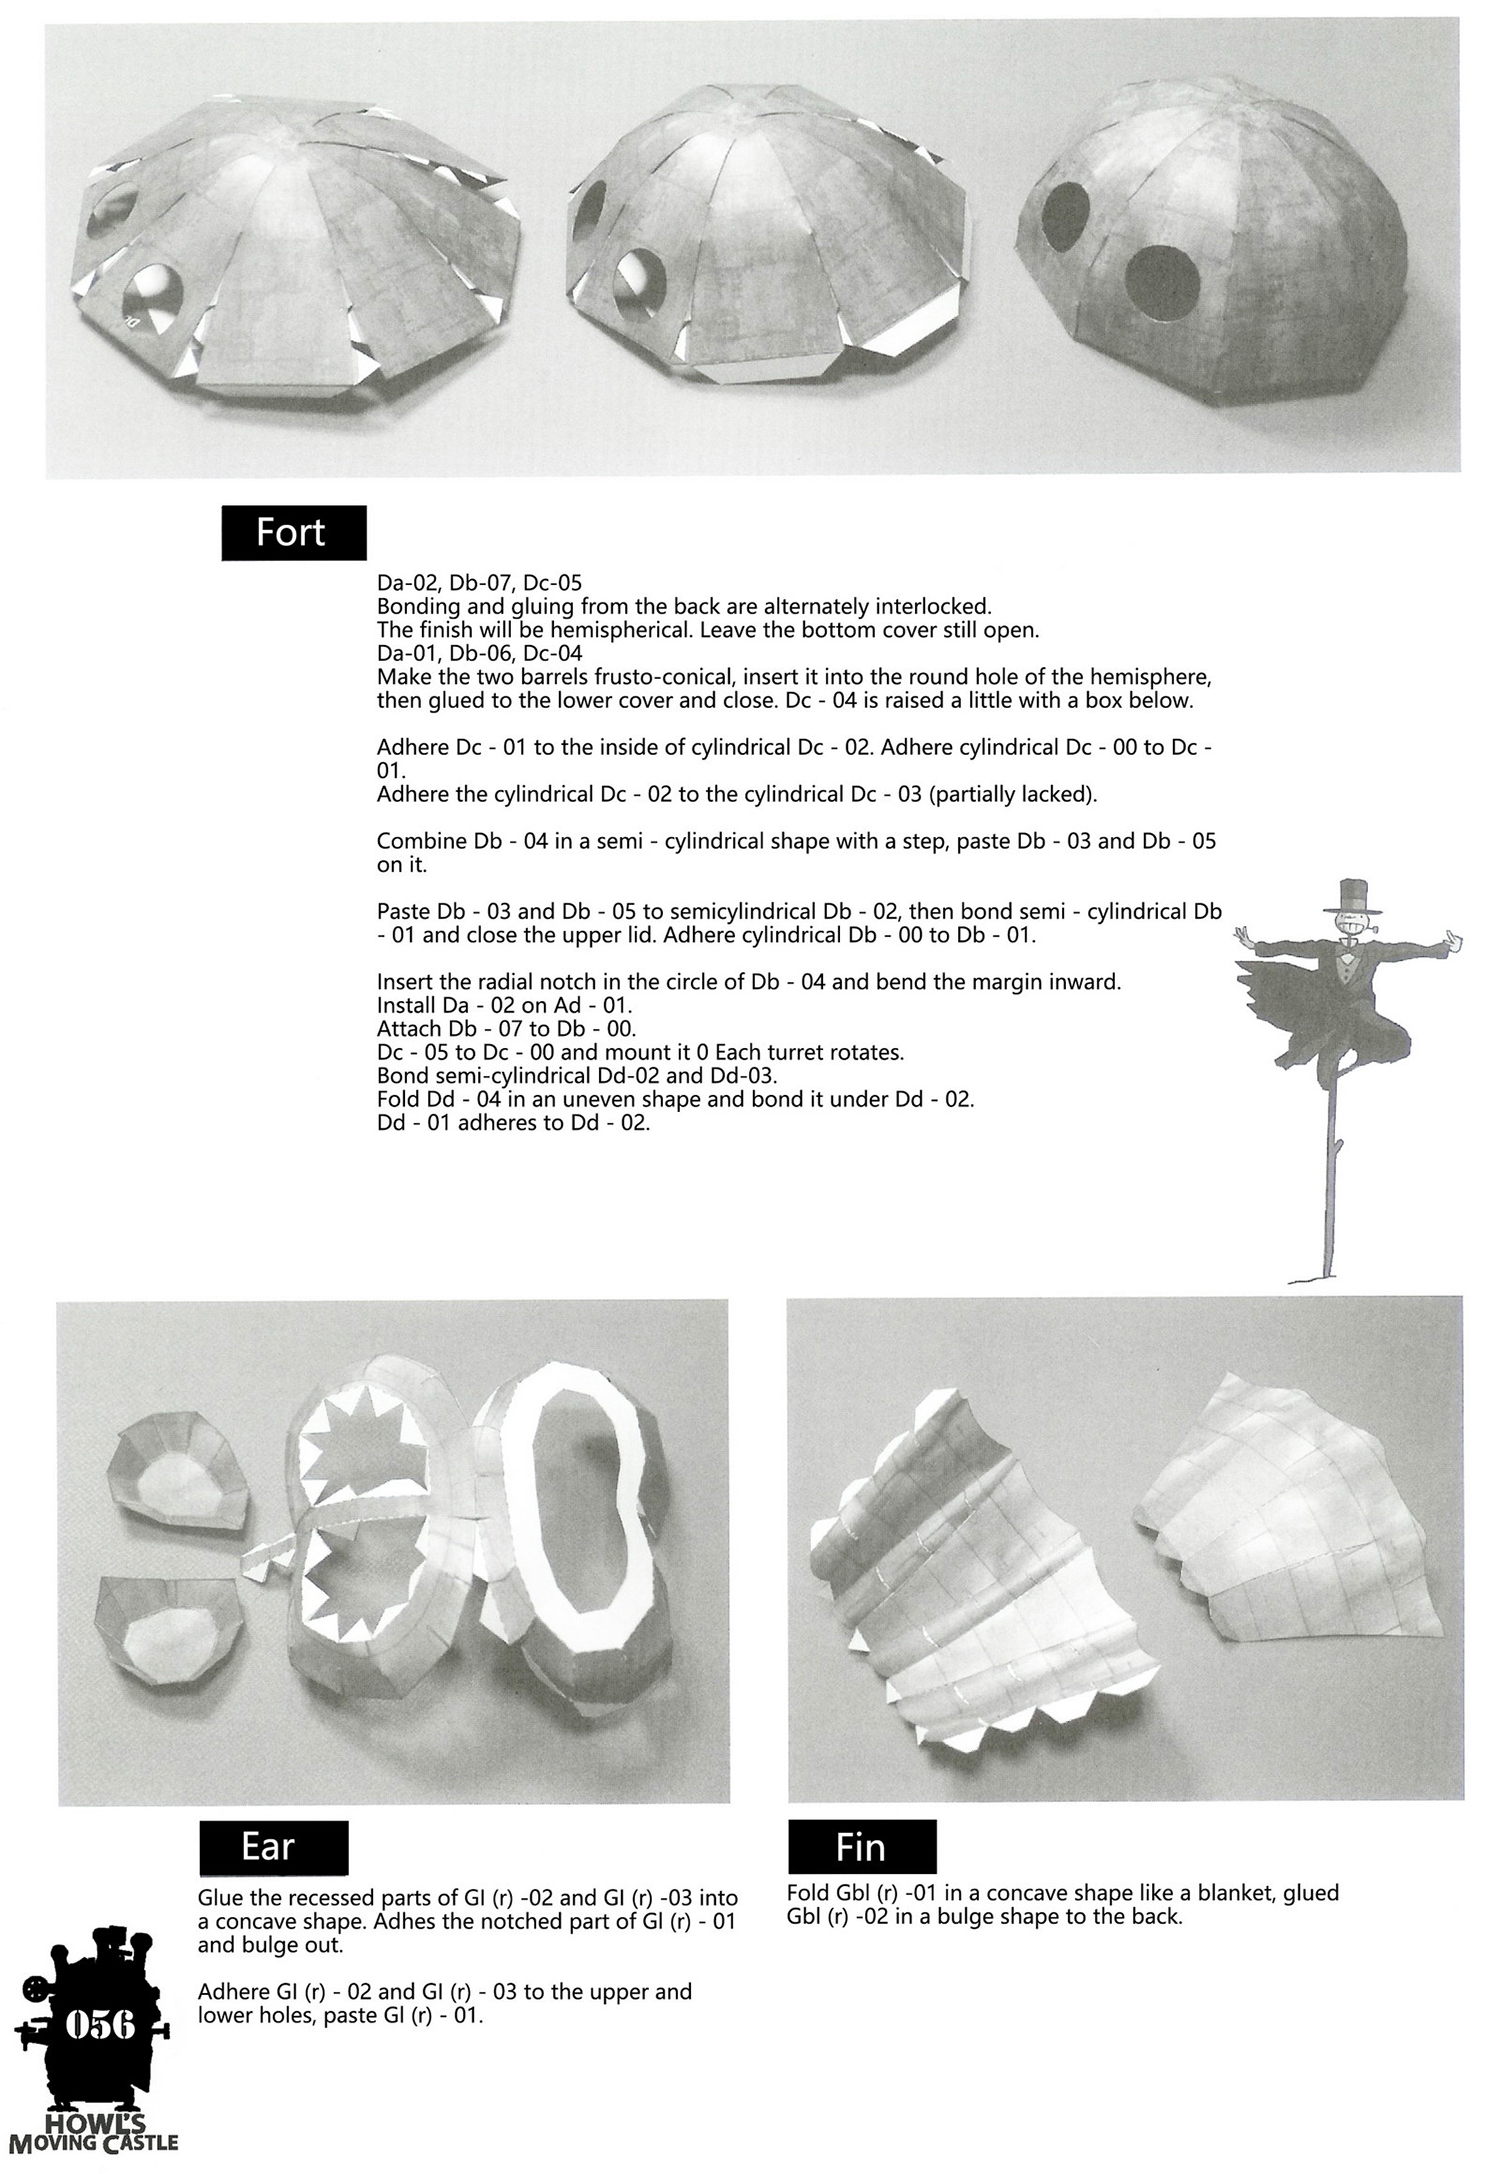 Dc
Fort
Da-02, Db-07, Dc-05
Bonding and gluing from the back are alternately interlocked.
The finish will be hemispherical. Leave the bottom cover still open.
Da-01, Db-06, Dc-04
Make the two barrels frusto-conical, insert it into the round hole of the hemisphere,
then glued to the lower cover and close. Dc - 04 is raised a little with a box below.
Adhere Dc - 01 to the inside of cylindrical Dc - 02. Adhere cylindrical Dc - 00 to Dc -
01.
Adhere the cylindrical Dc - 02 to the cylindrical Dc - 03 (partially lacked).
Combine Db - 04 in a semi - cylindrical shape with a step, paste Db - 03 and Db - 05
on it.
Paste Db - 03 and Db - 05 to semicylindrical Db - 02, then bond semi - cylindrical Db
- 01 and close the upper lid. Adhere cylindrical Db - 00 to Db - 01.
Insert the radial notch in the circle of Db - 04 and bend the margin inward.
Install Da - 02 on Ad - 01.
Attach Db - 07 to Db - 00.
Dc - 05 to Dc - 00 and mount it 0 Each turret rotates.
Bond semi-cylindrical Dd-02 and Dd-03.
Fold Dd - 04 in an uneven shape and bond it under Dd - 02.
Dd - 01 adheres to Dd - 02.
Ear
Glue the recessed parts of GI (r) -02 and GI (r) -03 into
a concave shape. Adhes the notched part of Gl (r) - 01
and bulge out.
Adhere GI (r) - 02 and GI (r) - 03 to the upper and
lower holes, paste Gl (r) - 01.
Fin
Fold Gbl (r) -01 in a concave shape like a blanket, glued
Gbl (r) -02 in a bulge shape to the back.
056
HOWL'S
MOVING CASTLE